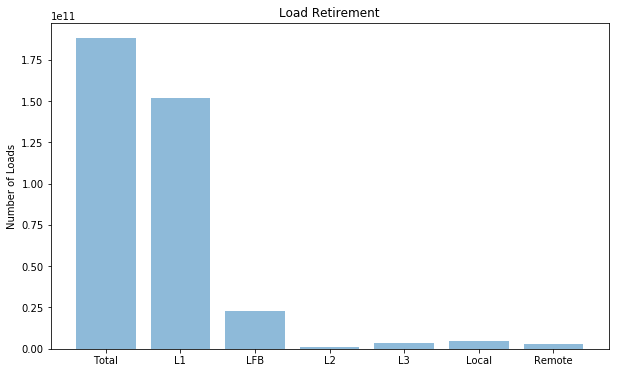 Load Retirement
1e11
1.75
1.50
1.25
1.00
0.75
0.50
0.25
0.00
Number of Loads
Total L1 LFB L2 L3 Local Remote